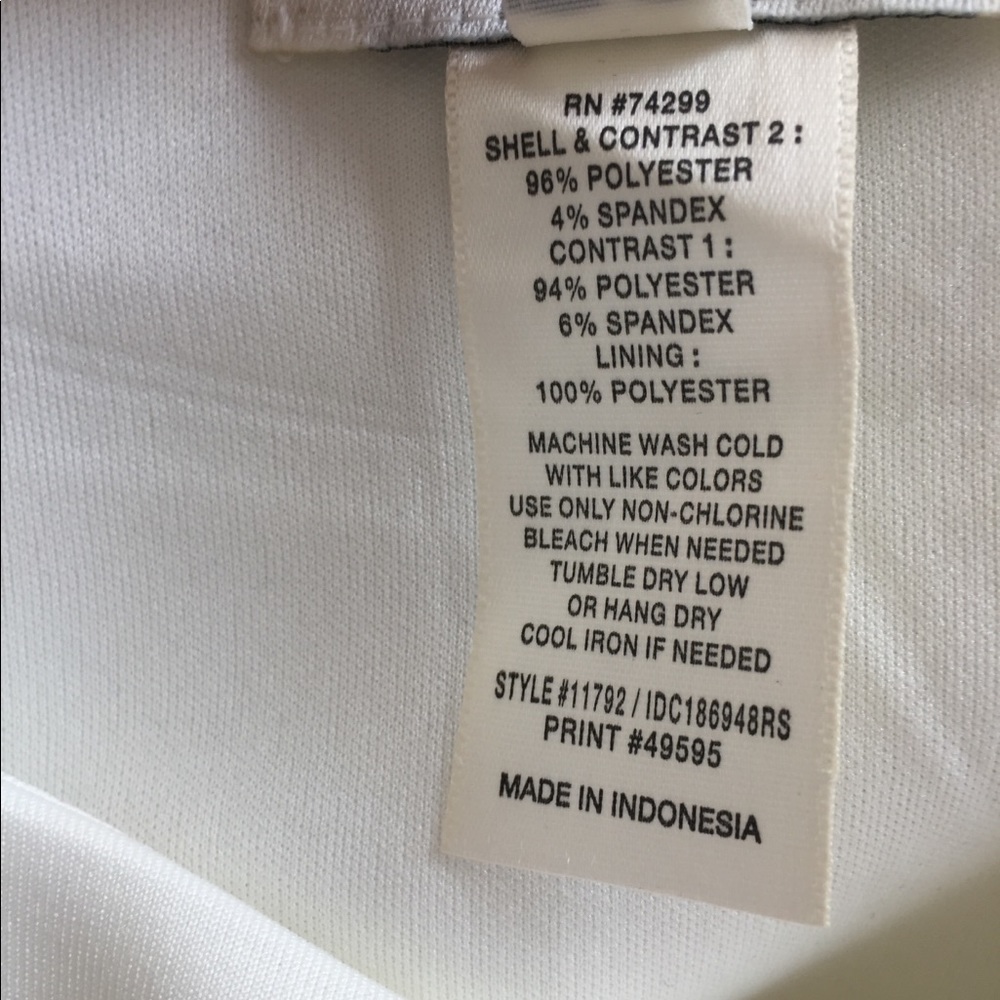 RN #74299
SHELL & CONTRAST 2 :
96% POLYESTER
4% SPANDEX
CONTRAST 1 :
94% POLYESTER
6% SPANDEX
LINING :
100% POLYESTER
MACHINE WASH COLD
WITH LIKE COLORS
USE ONLY NON-CHLORINE
BLEACH WHEN NEEDED
TUMBLE DRY LOW
OR HANG DRY
COOL IRON IF NEEDED
STYLE #11792 / IDC186948RS
PRINT #49595
MADE IN INDONESIA